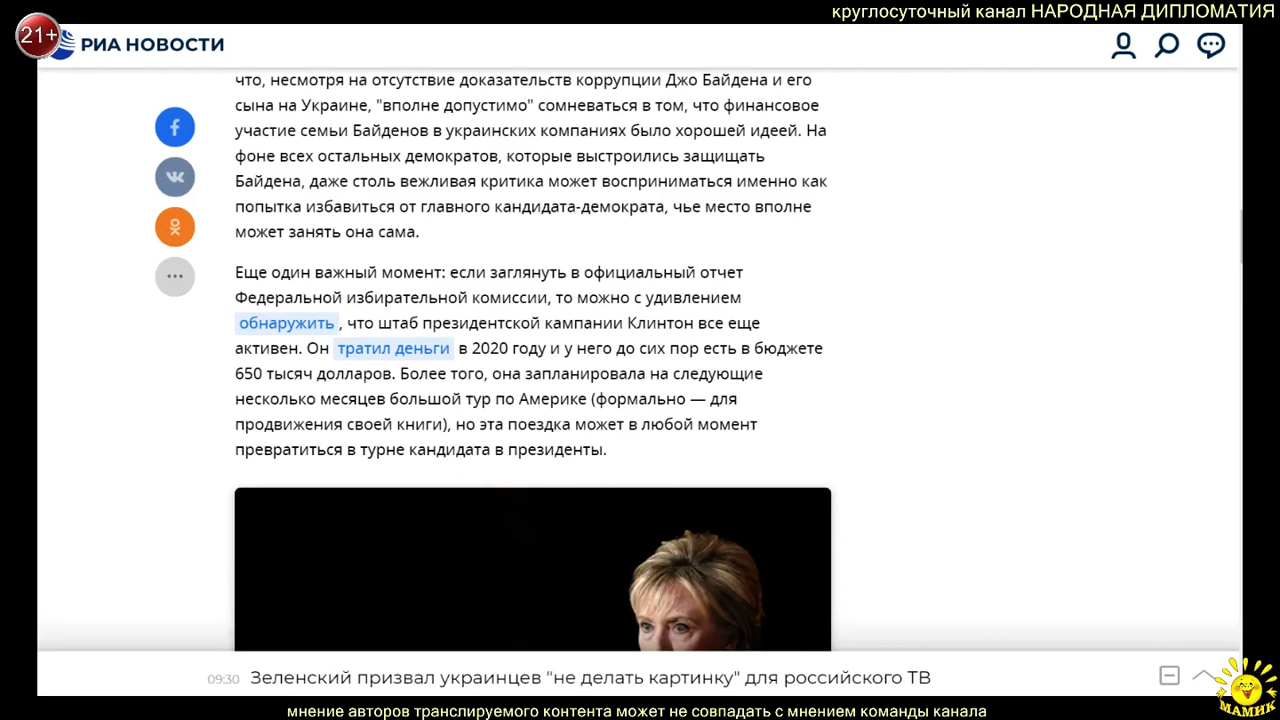 круглосуточный канал НАРОДНАЯ ДИПЛОМАТИЯ
21+
РИА НОВОСТИ
что, несмотря на отсутствие доказательств коррупции Джо Байдена и его
сына на Украине, "вполне допустимо" сомневаться в том, что финансовое
участие семьи Байденов в украинских компаниях было хорошей идеей. На
фоне всех остальных демократов, которые выстроились защищать
Байдена, даже столь вежливая критика может восприниматься именно как
попытка избавиться от главного кандидата-демократа, чье место вполне
может занять она сама.
Еще один важный момент: если заглянуть в официальный отчет
Федеральной избирательной комиссии, то можно с удивлением
обнаружить, что штаб президентской кампании Клинтон все еще
активен. Он тратил деньги в 2020 году и у него до сих пор есть в бюджете
650 тысяч долларов. Более того, она запланировала на следующие
несколько месяцев большой тур по Америке (формально — для
продвижения своей книги), но эта поездка может в любой момент
превратиться в турне кандидата в президенты.
09:30 Зеленский призвал украинцев "не делать картинку" для российского ТВ
МАМИК
мнение авторов транслируемого контента может не совпадать с мнением команды канала